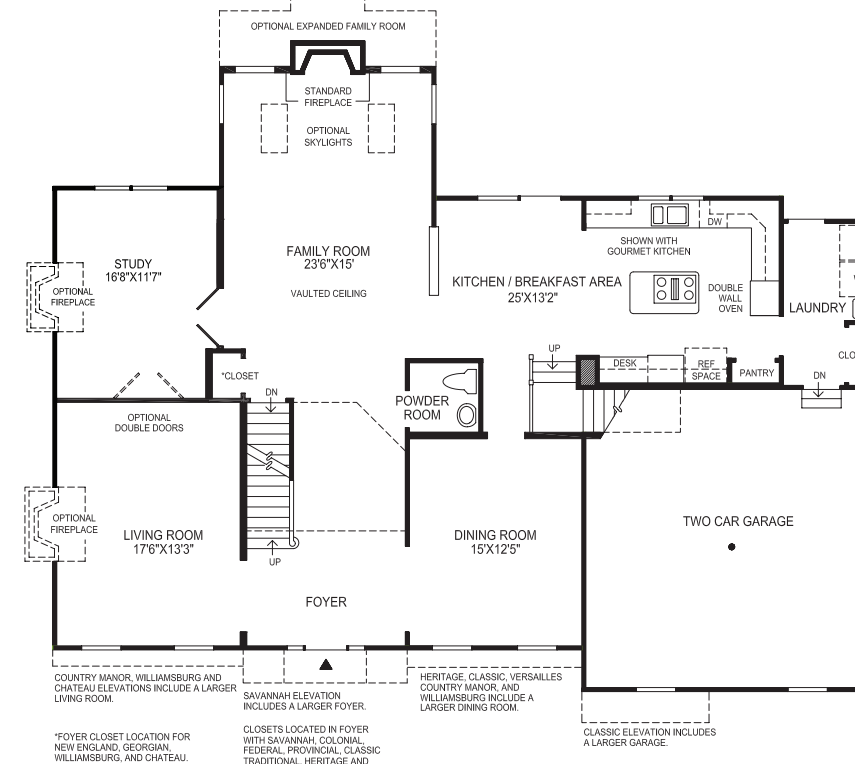 OPTIONAL EXPANDED FAMILY ROOM
STANDARD
FIREPLACE
OPTIONAL
SKYLIGHTS
FAMILY ROOM
23'6"X15'
VAULTED CEILING
STUDY
16'8"X11'7"
OPTIONAL
FIREPLACE
*CLOSET
DN
OPTIONAL
DOUBLE DOORS
KITCHEN / BREAKFAST AREA
25'X13'2"
SHOWN WITH
GOURMET KITCHEN
DW
DOUBLE
WALL
OVEN
LAUNDRY
CLO
UP
DESK
REF
SPACE
PANTRY
DN
POWDER
ROOM
OPTIONAL
FIREPLACE
LIVING ROOM
17'6"X13'3"
UP
FOYER
DINING ROOM
15'X12'5"
TWO CAR GARAGE
COUNTRY MANOR, WILLIAMSBURG AND
CHATEAU ELEVATIONS INCLUDE A LARGER
LIVING ROOM.
*FOYER CLOSET LOCATION FOR
NEW ENGLAND, GEORGIAN,
WILLIAMSBURG, AND CHATEAU.
SAVANNAH ELEVATION
INCLUDES A LARGER FOYER.
CLOSETS LOCATED IN FOYER
WITH SAVANNAH, COLONIAL,
FEDERAL, PROVINCIAL, CLASSIC
TRADITIONAL, HERITAGE AND
HERITAGE, CLASSIC, VERSAILLES
COUNTRY MANOR, AND
WILLIAMSBURG INCLUDE A
LARGER DINING ROOM.
CLASSIC ELEVATION INCLUDES
A LARGER GARAGE.